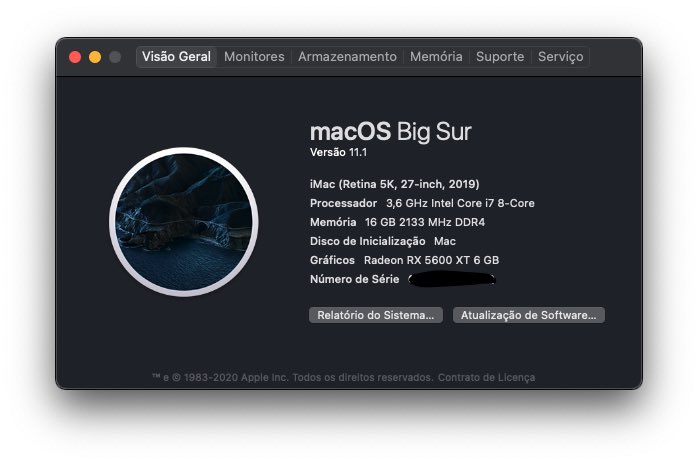 Visão Geral Monitores Armazenamento Memória Suporte Serviço
macOS Big Sur
Versão 11.1
iMac (Retina 5K, 27-inch, 2019)
Processador 3,6 GHz Intel Core i7 8-Core
Memória 16 GB 2133 MHz DDR4
Disco de Inicialização Mac
Gráficos Radeon RX 5600 XT 6 GB
Número de Série
Relatório do Sistema... Atualização de Software...
™ e © 1983-2020 Apple Inc. Todos os direitos reservados. Contrato de Licença